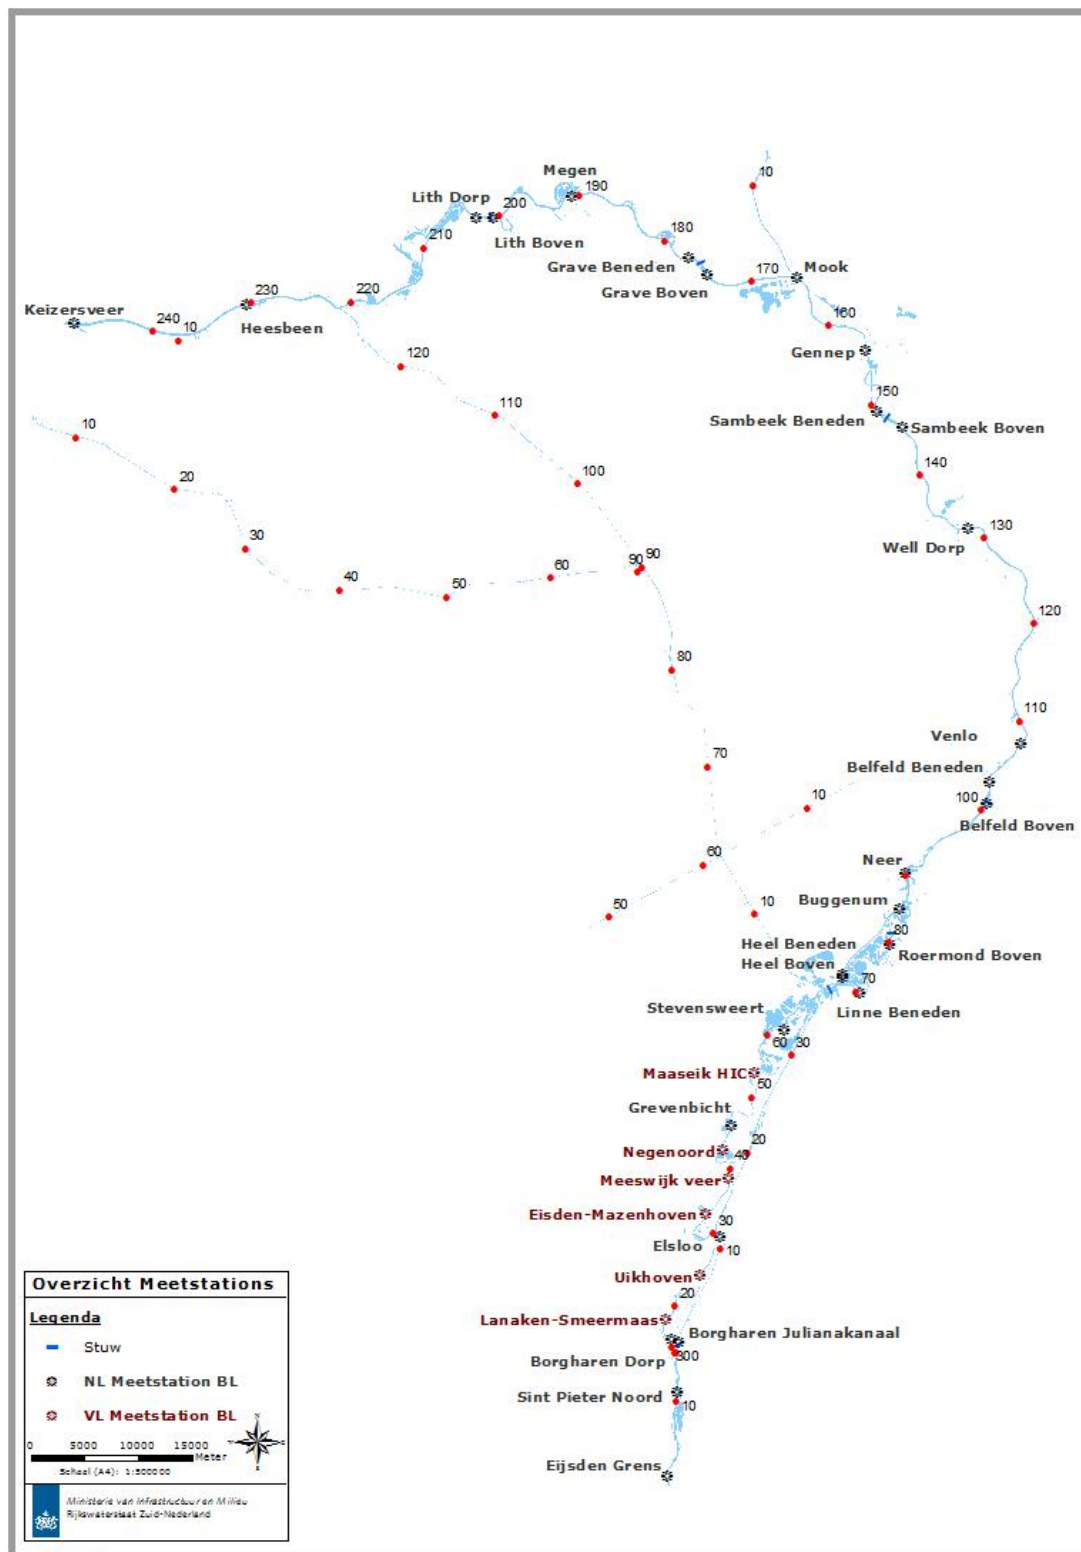 10
Megen
190
Lith Dorp
200
Lith Boven
180
210
Grave Beneden
Mook
170
Grave Boven
220
230
Keizersveer
240
10
Heesbeen
160
Gennep
120
150
110
Sambeek Beneden
Sambeek Boven
10
140
100
20
130
Well Dorp
30
90
90
60
40
50
120
80
110
Venlo
70
Belfeld Beneden
10
100
Belfeld Boven
60
Neer
Buggenum
50
10
80
Heel Beneden
Roermond Boven
Heel Boven
70
Stevensweert
Linne Beneden
60
30
Maaseik HIC
50
Grevenbicht
20
Negenoord
40
Meeswijk veer
Eisden-Mazenhoven
30
Elsloo
10
Uikhoven
20
Lanaken-Smeermaas
Borgharen Julianakanaal
300
Borgharen Dorp
Sint Pieter Noord
10
Eijsden Grens
Overzicht Meetstations
Legenda
Stuw
NL Meetstation BL
VL Meetstation BL
0 5000 10000 15000
Meter
Schaal (A4): 1:500000
Ministerie van Infrastructuur en Milieu
Rijkswaterstaat Zuid-Nederland